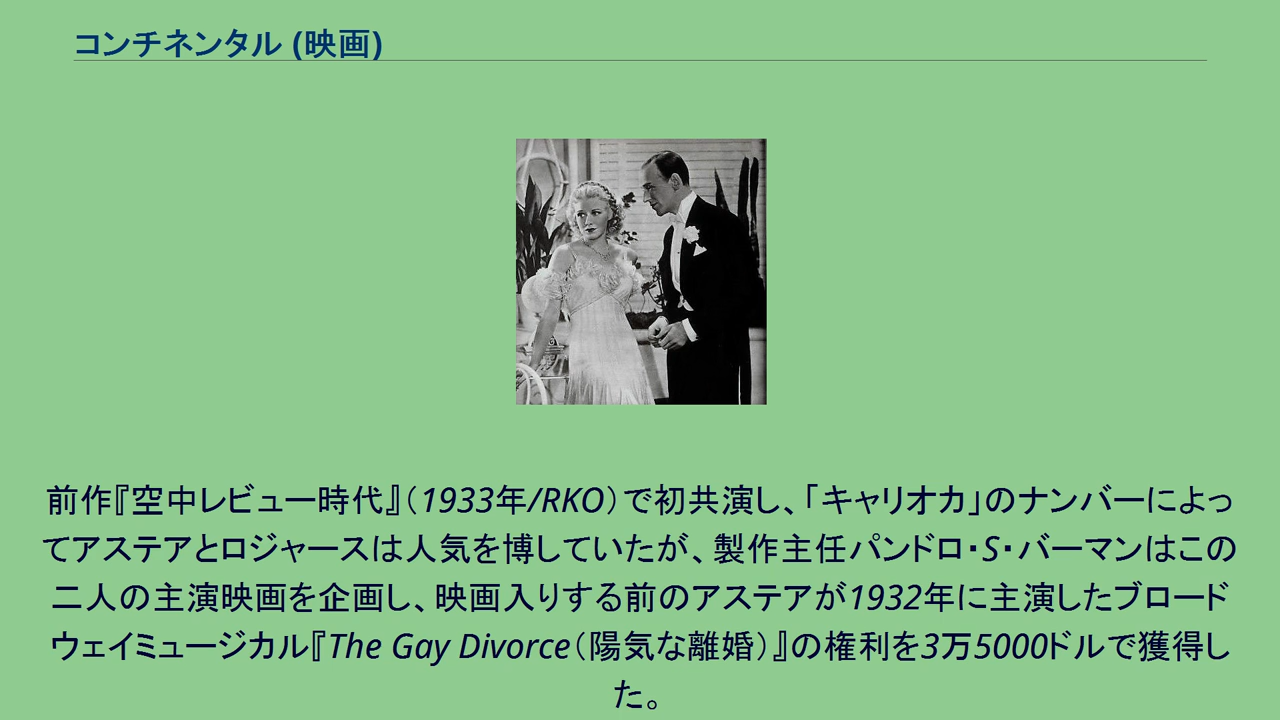 コンチネンタル (映画)
前作『空中レビュー時代』（1933年/RKO）で初共演し、「キャリオカ」のナンバーによっ
てアステアとロジャースは人気を博していたが、製作主任パンドロ・S・バーマンはこの
二人の主演映画を企画し、映画入りする前のアステアが1932年に主演したブロード
ウェイミュージカル『The Gay Divorce（陽気な離婚）』の権利を3万5000ドルで獲得し
た。